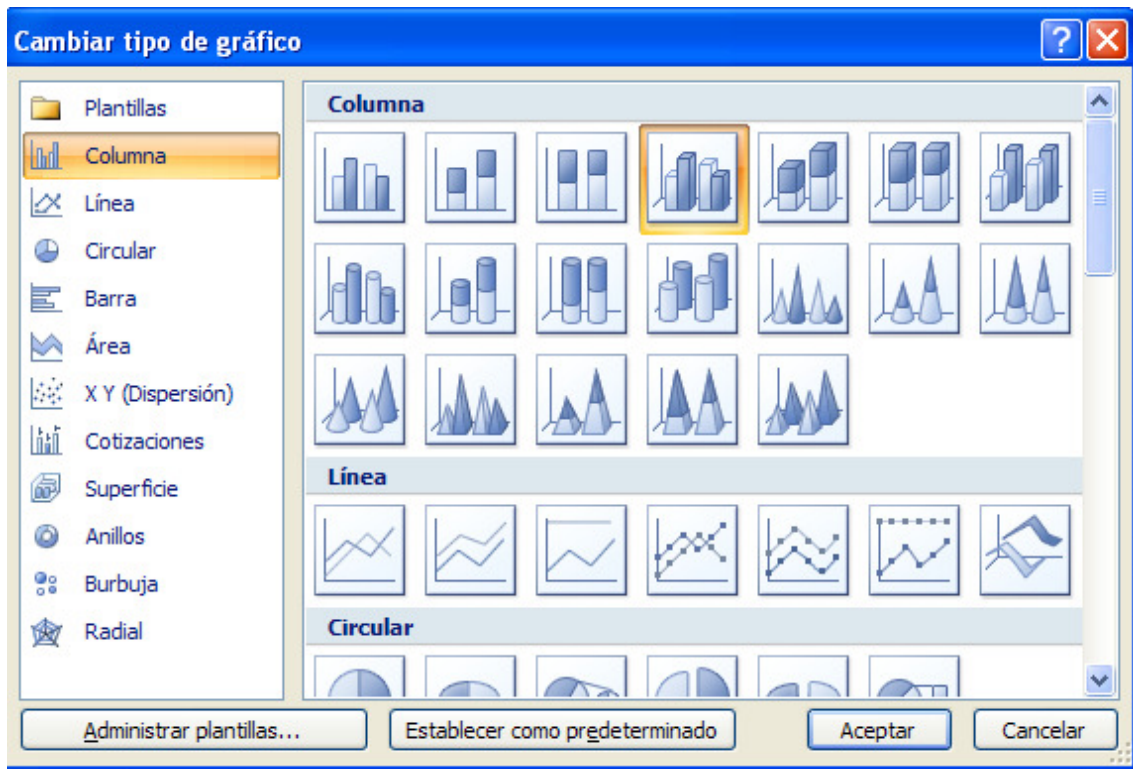 Cambiar tipo de gráfico
Plantillas
Columna
Línea
Circular
Barra
Área
X Y (Dispersión)
Cotizaciones
Superficie
Anillos
Burbuja
Radial
Columna
Línea
Circular
Administrar plantillas...
Establecer como predeterminado
Aceptar
Cancelar